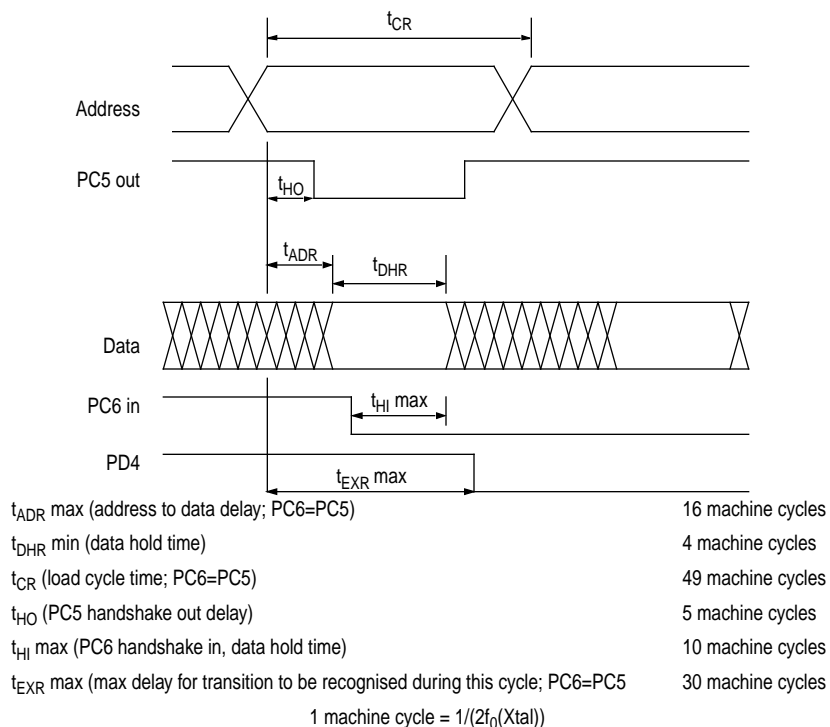 tCR
Address
PC5 out
tHO
tADR
tDHR
Data
PC6 in
tHI max
PD4
tEXR max
tADR max (address to data delay; PC6=PC5) 16 machine cycles
tDHR min (data hold time) 4 machine cycles
tCR (load cycle time; PC6=PC5) 49 machine cycles
tHO (PC5 handshake out delay) 5 machine cycles
tHI max (PC6 handshake in, data hold time) 10 machine cycles
tEXR max (max delay for transition to be recognised during this cycle; PC6=PC5 30 machine cycles
1 machine cycle = 1/(2f0(Xtal))